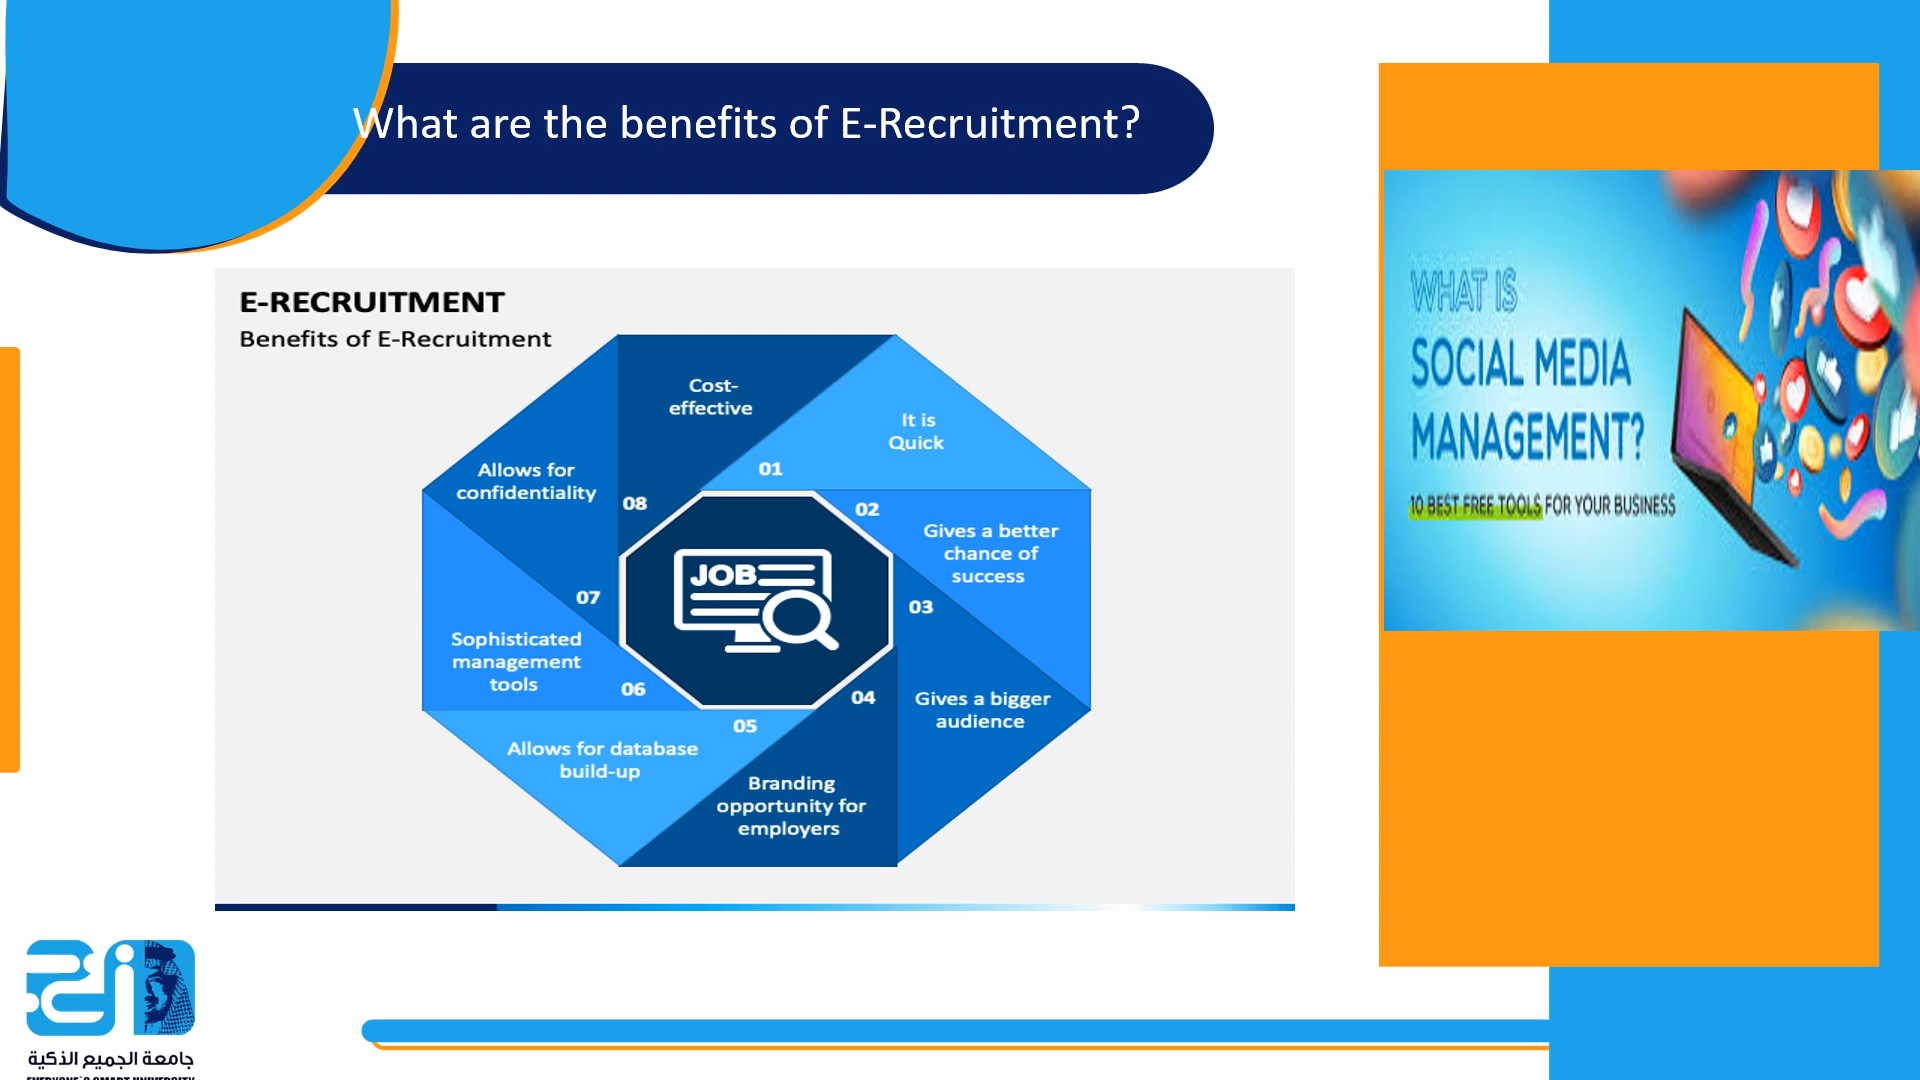 What are the benefits of E-Recruitment?
E-RECRUITMENT
Benefits of E-Recruitment
Cost-
effective
01
It is
Quick
02
Gives a better
chance of
success
03
Gives a bigger
audience
04
Branding
opportunity for
employers
05
Allows for database
build-up
06
Sophisticated
management
tools
07
Allows for
confidentiality
08
JOB
WHAT IS
SOCIAL MEDIA
MANAGEMENT?
10 BEST FREE TOOLS FOR YOUR BUSINESS
جامعة الجميع الذكية
EVERYONE'S SMART UNIVERSITY